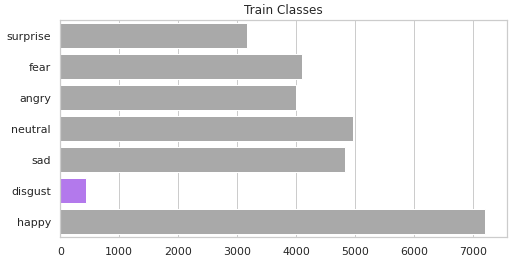 Train Classes
surprise
fear
angry
neutral
sad
disgust
happy
0 1000 2000 3000 4000 5000 6000 7000